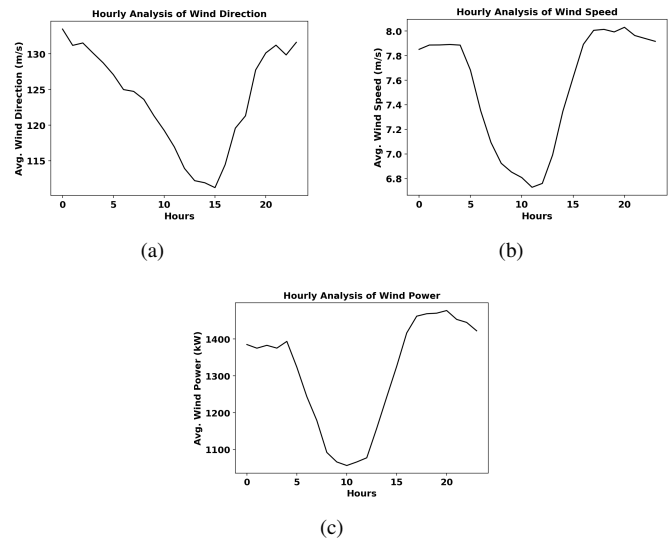 Hourly Analysis of Wind Direction
Avg. Wind Direction (m/s)
130
125
120
115
0 5 10 15 20
Hours
(a)
Hourly Analysis of Wind Speed
Avg. Wind Speed (m/s)
8.0
7.8
7.6
7.4
7.2
7.0
6.8
0 5 10 15 20
Hours
(b)
Hourly Analysis of Wind Power
Avg. Wind Power (kW)
1400
1300
1200
1100
0 5 10 15 20
Hours
(c)